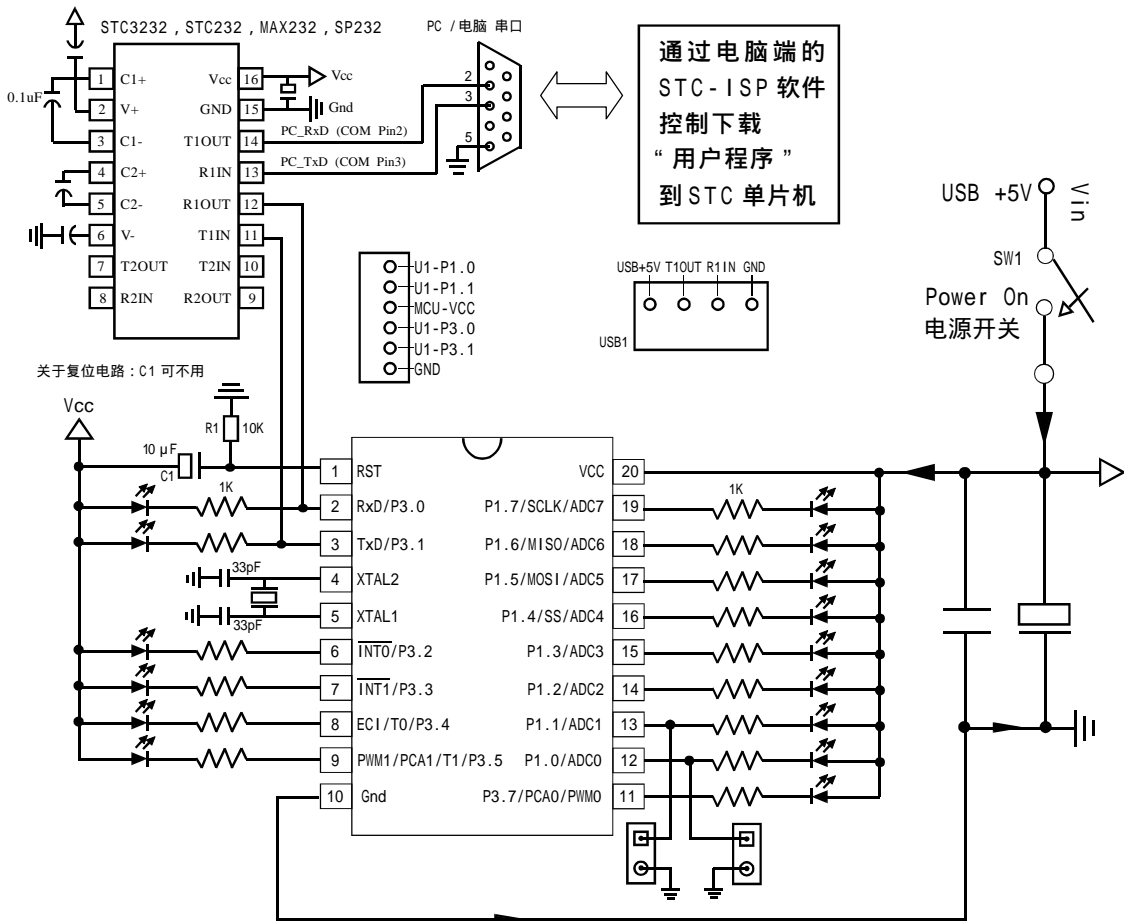 STC3232 , STC232 , MAX232 , SP232
PC / 电脑 串口
1 C1+ Vcc 16 Vcc
0.1uF
2 V+ GND 15 Gnd
3 C1- T1OUT 14 PC_RxD (COM Pin2)
4 C2+ R1IN 13 PC_TxD (COM Pin3)
5 C2- R1OUT 12
6 V- T1IN 11
7 T2OUT T2IN 10
8 R2IN R2OUT 9
2
3
5
通过电脑端的
STC-ISP 软件
控制下载
“ 用户程序 ”
到 STC 单片机
USB +5V
Vin
SW1
Power On
电源开关
U1-P1.0
U1-P1.1
MCU-VCC
U1-P3.0
U1-P3.1
GND
USB+5V T1OUT R1IN GND
USB1
关于复位电路 : C1 可不用
Vcc
R1 10K
10 μF
C1
1K
33pF
33pF
1 RST VCC 20
2 RxD/P3.0 P1.7/SCLK/ADC7 19
3 TxD/P3.1 P1.6/MISO/ADC6 18
4 XTAL2 P1.5/MOSI/ADC5 17
5 XTAL1 P1.4/SS/ADC4 16
6 INT0/P3.2 P1.3/ADC3 15
7 INT1/P3.3 P1.2/ADC2 14
8 ECI/T0/P3.4 P1.1/ADC1 13
9 PWM1/PCA1/T1/P3.5 P1.0/ADC0 12
10 Gnd P3.7/PCA0/PWM0 11
1K